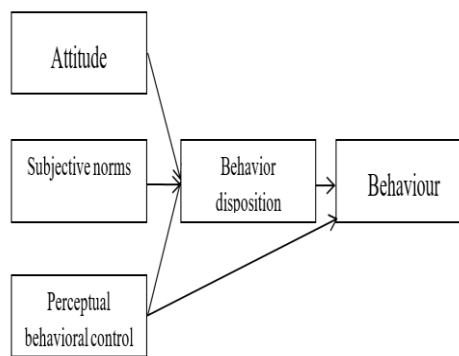 Attitude
Subjective norms
Behavior
disposition
Behaviour
Perceptual
behavioral control